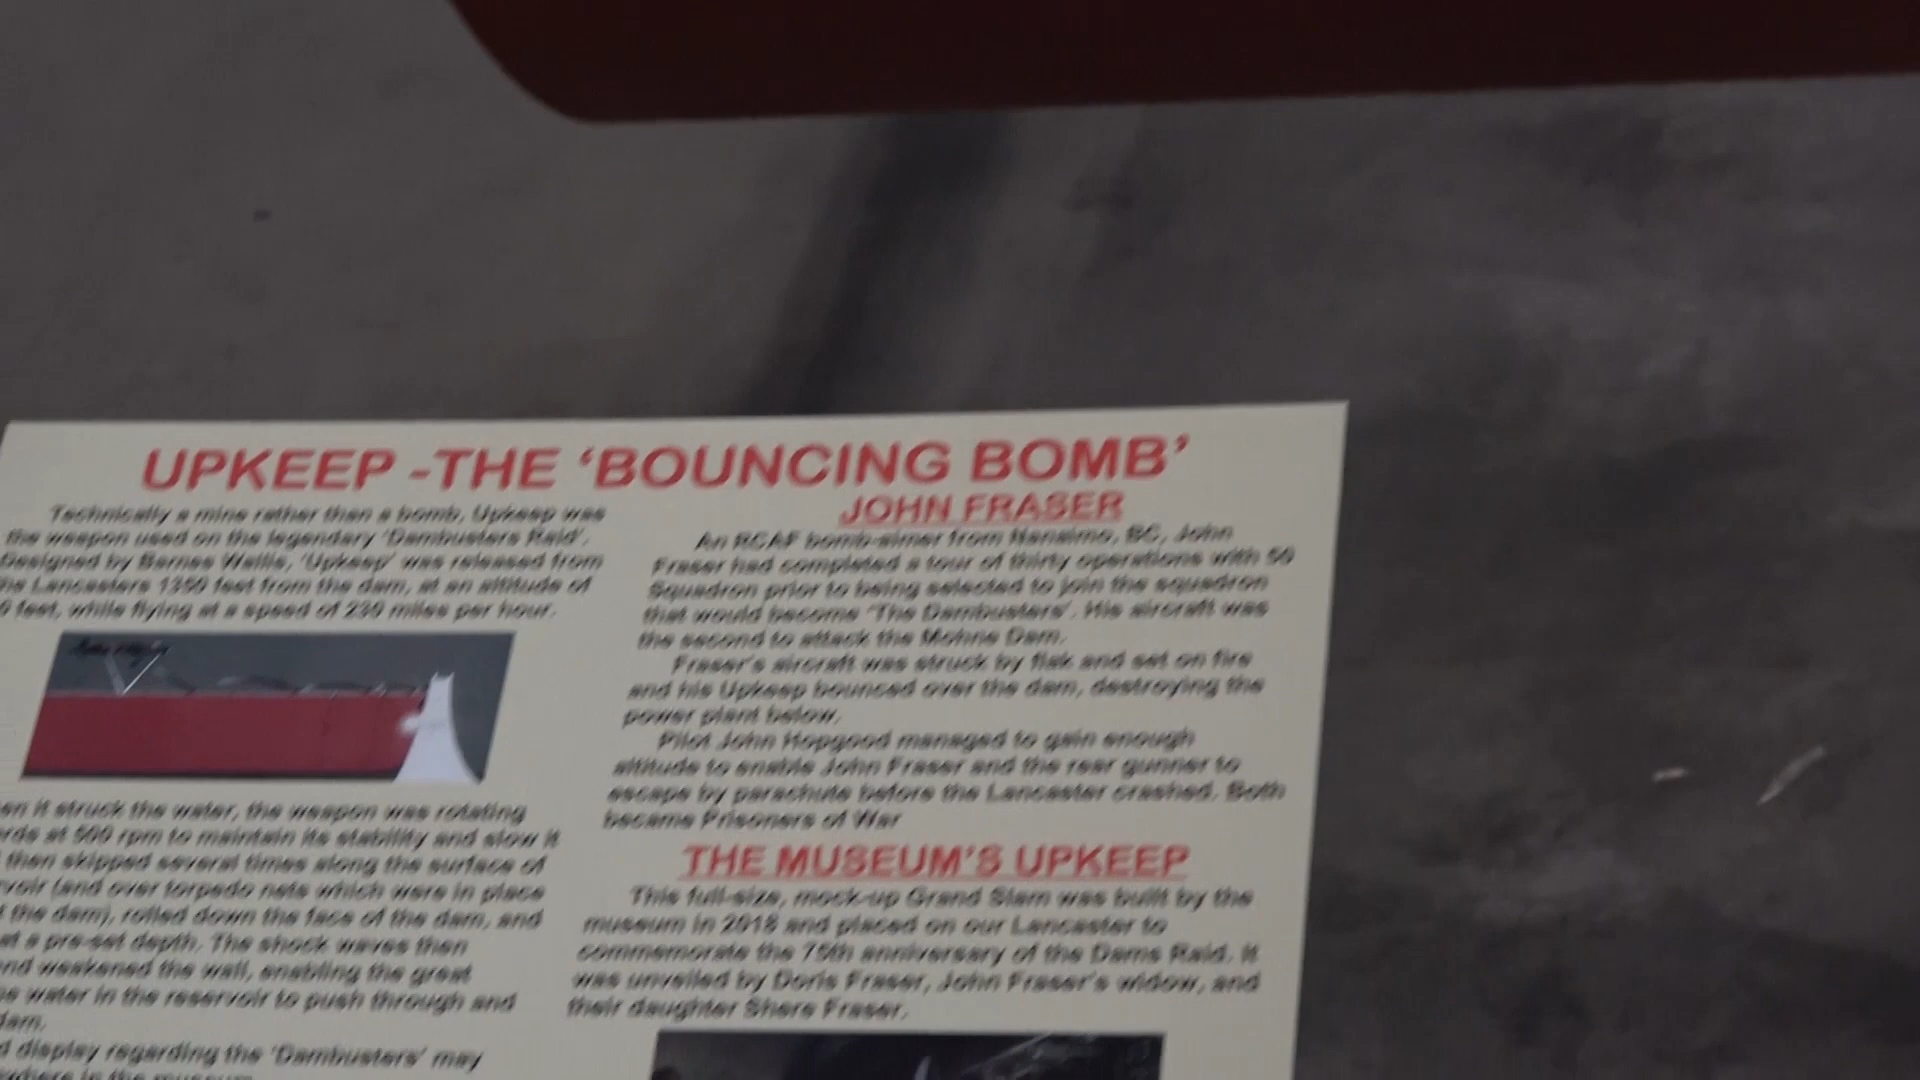 UPKEEP -THE ‘BOUNCING BOMB’
Technically a mine rather than a bomb, Upkeep was
the weapon used on the legendary ‘Dambusters Raid’.
Designed by Barnes Wallis, ‘Upkeep’ was released from
the Lancasters 1350 feet from the dam, at an altitude of
feet, while flying at a speed of 230 miles per hour.
en it struck the water, the weapon was rotating
rds at 500 rpm to maintain its stability and slow it
then skipped several times along the surface of
rvoir (and over torpedo nets which were in place
the dam), rolled down the face of the dam, and
at a pre-set depth. The shock waves then
nd weakened the wall, enabling the great
water in the reservoir to push through and
dam.
d display regarding the ‘Dambusters’ may
where in the museum
JOHN FRASER
An RCAF bomb-aimer from Nanaimo, BC, John
Fraser had completed a tour of thirty operations with 50
Squadron prior to being selected to join the squadron
that would become ‘The Dambusters’. His aircraft was
the second to attack the Mohne Dam.
Fraser’s aircraft was struck by flak and set on fire
and his Upkeep bounced over the dam, destroying the
power plant below.
Pilot John Hopgood managed to gain enough
altitude to enable John Fraser and the rear gunner to
escape by parachute before the Lancaster crashed. Both
became Prisoners of War
THE MUSEUM’S UPKEEP
This full-size, mock-up Grand Slam was built by the
museum in 2018 and placed on our Lancaster to
commemorate the 75th anniversary of the Dams Raid. It
was unveiled by Doris Fraser, John Fraser’s widow, and
their daughter Shere Fraser.